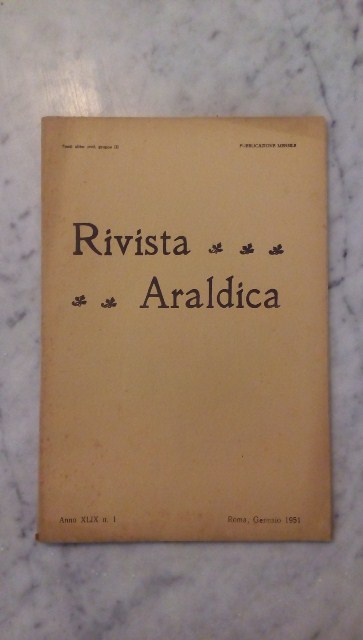 PUBBLICAZIONE MENSILE
Rivista
Araldica
Anno XLIX n. 1
Roma, Gennaio 1951